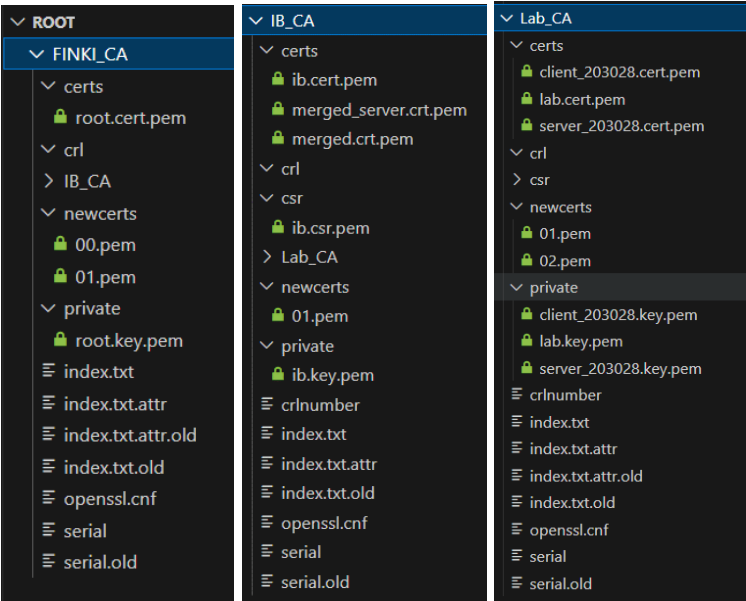 ROOT
FINKI_CA
certs
root.cert.pem
crl
IB_CA
newcerts
00.pem
01.pem
private
root.key.pem
index.txt
index.txt.attr
index.txt.attr.old
index.txt.old
openssl.cnf
serial
serial.old
IB_CA
certs
ib.cert.pem
merged_server.crt.pem
merged.crt.pem
crl
csr
ib.csr.pem
Lab_CA
newcerts
01.pem
private
ib.key.pem
crlnumber
index.txt
index.txt.attr
index.txt.old
openssl.cnf
serial
serial.old
Lab_CA
certs
client_203028.cert.pem
lab.cert.pem
server_203028.cert.pem
crl
csr
newcerts
01.pem
02.pem
private
client_203028.key.pem
lab.key.pem
server_203028.key.pem
crlnumber
index.txt
index.txt.attr
index.txt.attr.old
index.txt.old
openssl.cnf
serial
serial.old